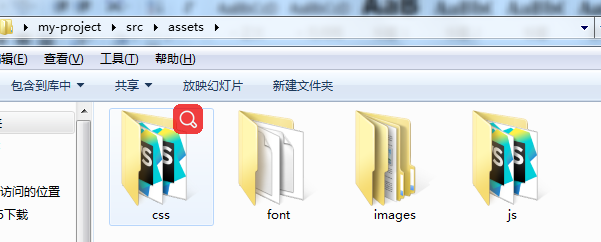 my-project ▸ src ▸ assets ▸
编辑(E) 查看(V) 工具(T) 帮助(H)
包含到库中 共享 放映幻灯片 新建文件夹
访问的位置
下载
css font images js